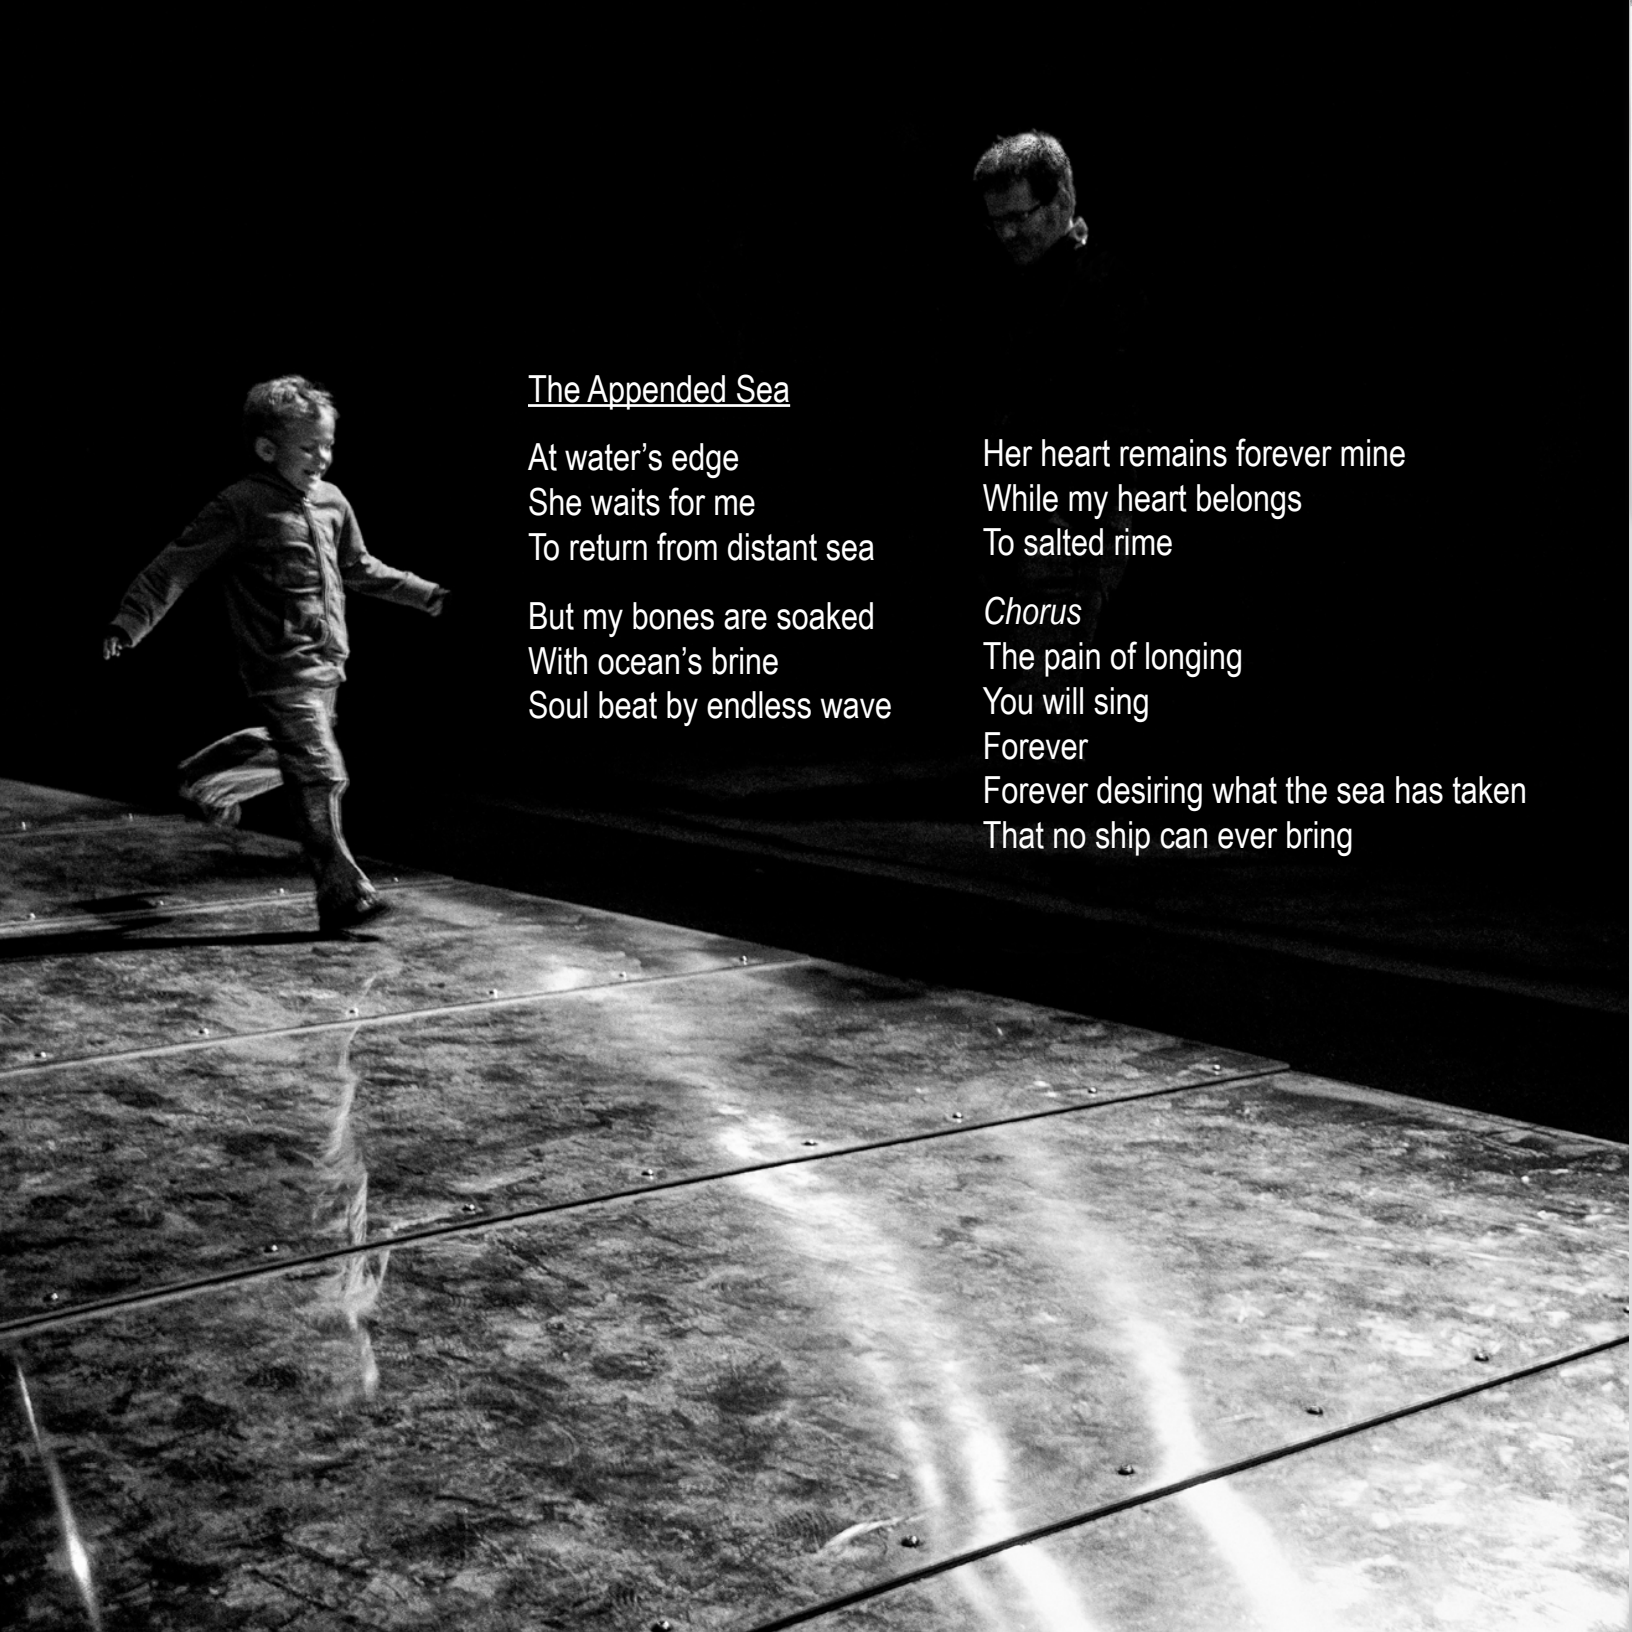 The Appended Sea
At water’s edge
She waits for me
To return from distant sea
But my bones are soaked
With ocean’s brine
Soul beat by endless wave
Her heart remains forever mine
While my heart belongs
To salted rime
Chorus
The pain of longing
You will sing
Forever
Forever desiring what the sea has taken
That no ship can ever bring